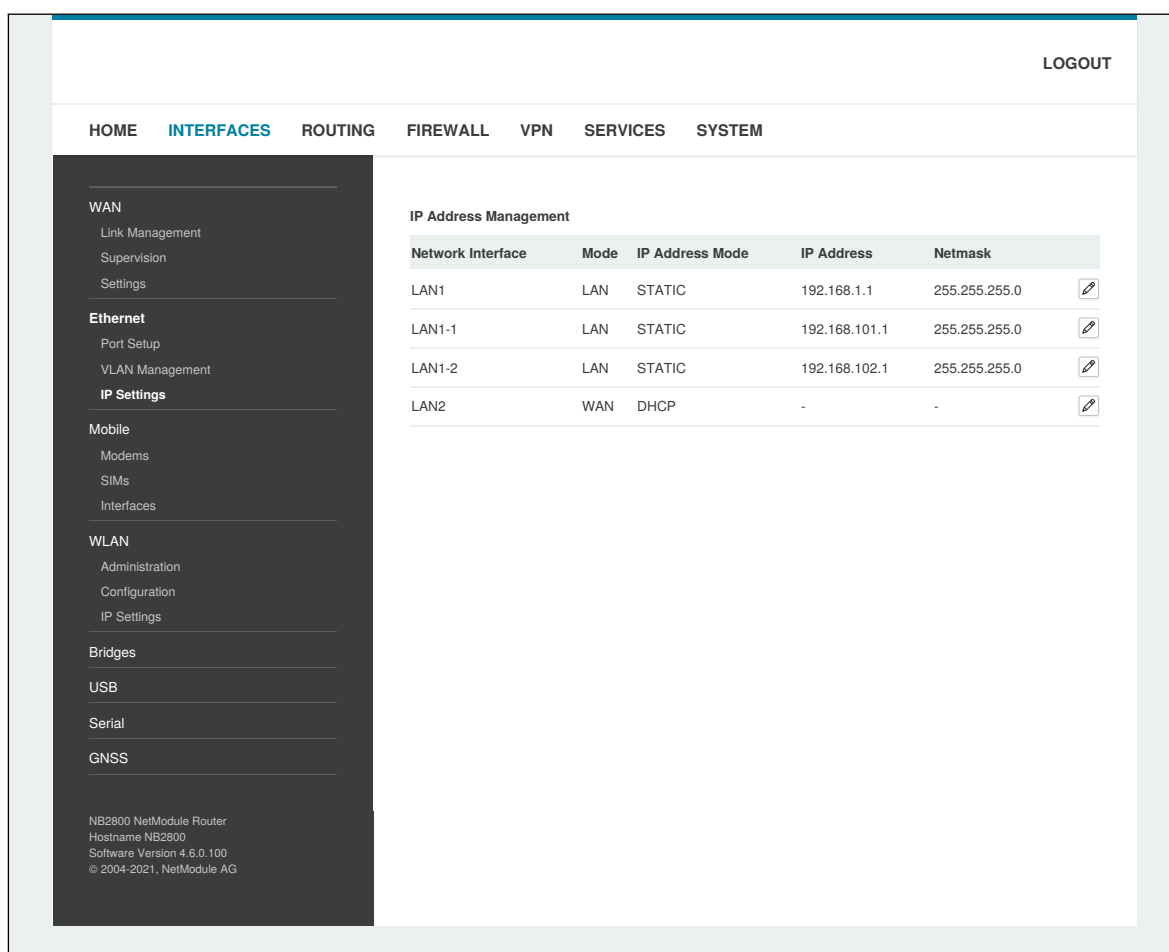 LOGOUT
HOME INTERFACES ROUTING FIREWALL VPN SERVICES SYSTEM
WAN
Link Management
Supervision
Settings
Ethernet
Port Setup
VLAN Management
IP Settings
Mobile
Modems
SIMs
Interfaces
WLAN
Administration
Configuration
IP Settings
Bridges
USB
Serial
GNSS
NB2800 NetModule Router
Hostname NB2800
Software Version 4.6.0.100
© 2004-2021, NetModule AG
IP Address Management
Network Interface Mode IP Address Mode IP Address Netmask
LAN1 LAN STATIC 192.168.1.1 255.255.255.0
LAN1-1 LAN STATIC 192.168.101.1 255.255.255.0
LAN1-2 LAN STATIC 192.168.102.1 255.255.255.0
LAN2 WAN DHCP - -